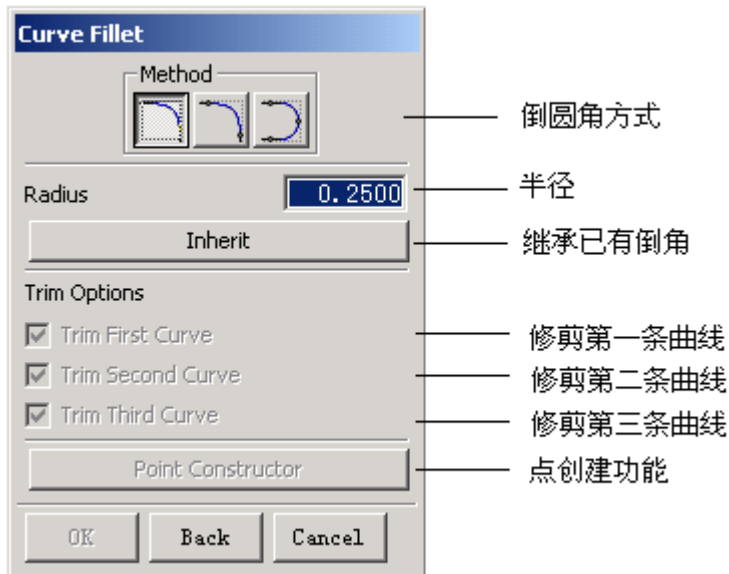 Curve Fillet
Method
倒圆角方式
Radius 0.2500 半径
Inherit 继承已有倒角
Trim Options
Trim First Curve 修剪第一条曲线
Trim Second Curve 修剪第二条曲线
Trim Third Curve 修剪第三条曲线
Point Constructor 点创建功能
OK Back Cancel